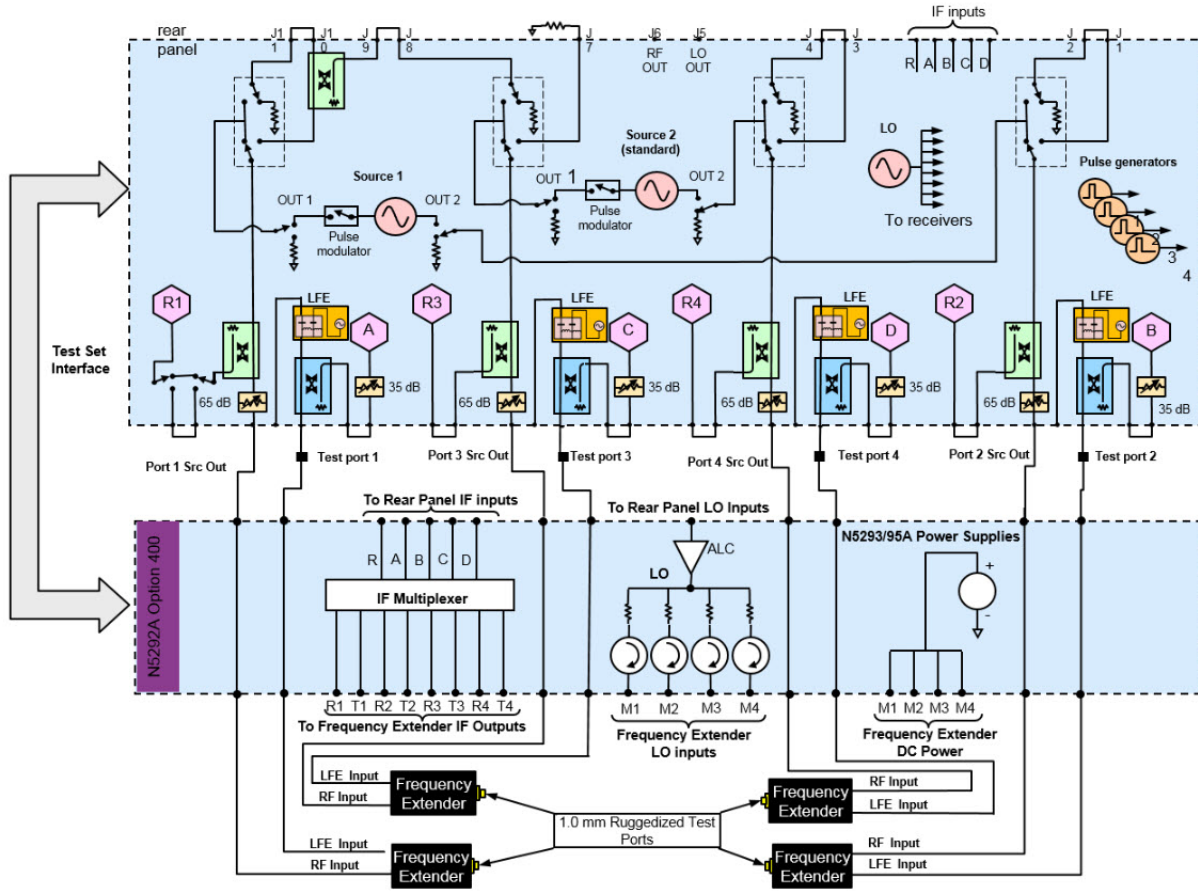 rear
panel
J1
1
J1
0
J
9
J
8
J
7
J6
RF
OUT
J5
LO
OUT
J
4
J
3
IF inputs
R A B C D
J
2
J
1
Source 1
OUT 1
OUT 2
Pulse
modulator
Source 2
(standard)
OUT 1
OUT 2
Pulse
modulator
LO
To receivers
Pulse generators
1
2
3
4
Test Set
Interface
R1
LFE
A
65 dB
35 dB
R3
LFE
C
65 dB
35 dB
R4
LFE
D
65 dB
35 dB
R2
LFE
B
65 dB
35 dB
Port 1 Src Out
Test port 1
Port 3 Src Out
Test port 3
Port 4 Src Out
Test port 4
Port 2 Src Out
Test port 2
N5292A Option 400
To Rear Panel IF inputs
R A B C D
IF Multiplexer
R1 T1 R2 T2 R3 T3 R4 T4
To Frequency Extender IF Outputs
To Rear Panel LO Inputs
ALC
LO
M1 M2 M3 M4
Frequency Extender
LO inputs
N5293/95A Power Supplies
+
-
M1 M2 M3 M4
Frequency Extender
DC Power
LFE Input
RF Input
Frequency
Extender
LFE Input
RF Input
Frequency
Extender
1.0 mm Ruggedized Test
Ports
Frequency
Extender
RF Input
LFE Input
Frequency
Extender
RF Input
LFE Input